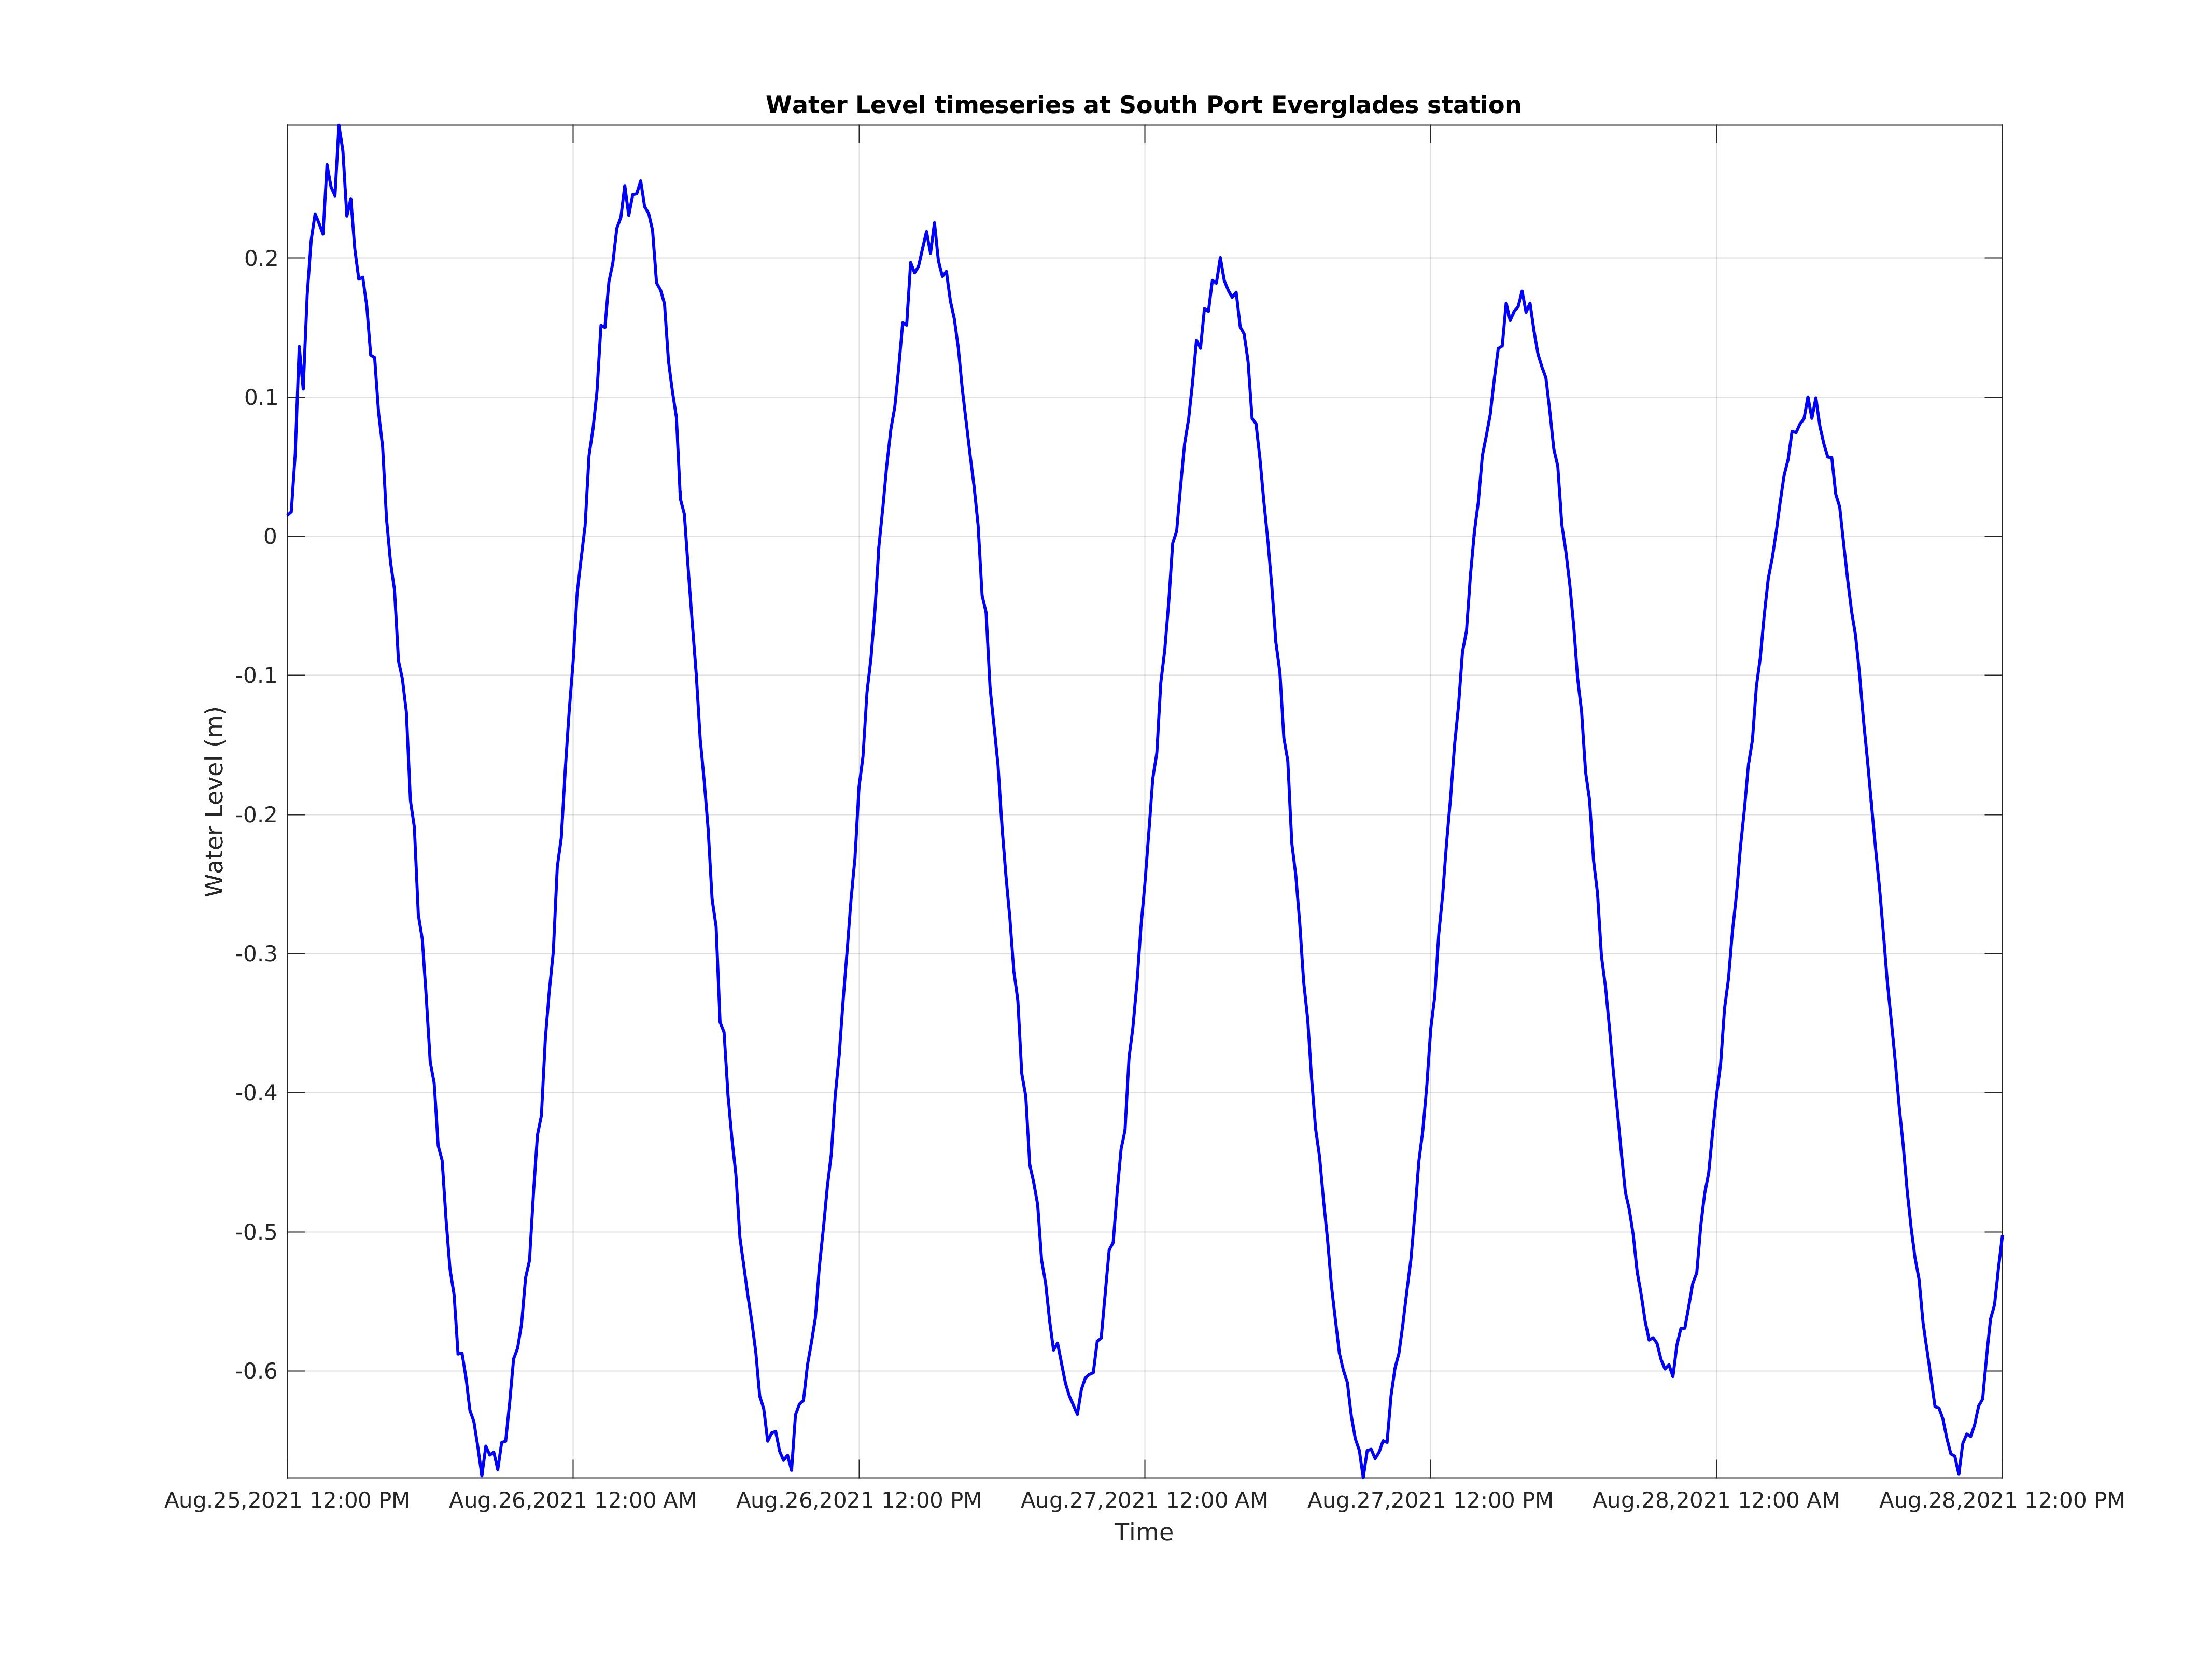 Water Level timeseries at South Port Everglades station
0.2
0.1
0
-0.1
-0.2
-0.3
-0.4
-0.5
-0.6
Water Level (m)
Aug.25,2021 12:00 PM Aug.26,2021 12:00 AM Aug.26,2021 12:00 PM Aug.27,2021 12:00 AM Aug.27,2021 12:00 PM Aug.28,2021 12:00 AM Aug.28,2021 12:00 PM
Time